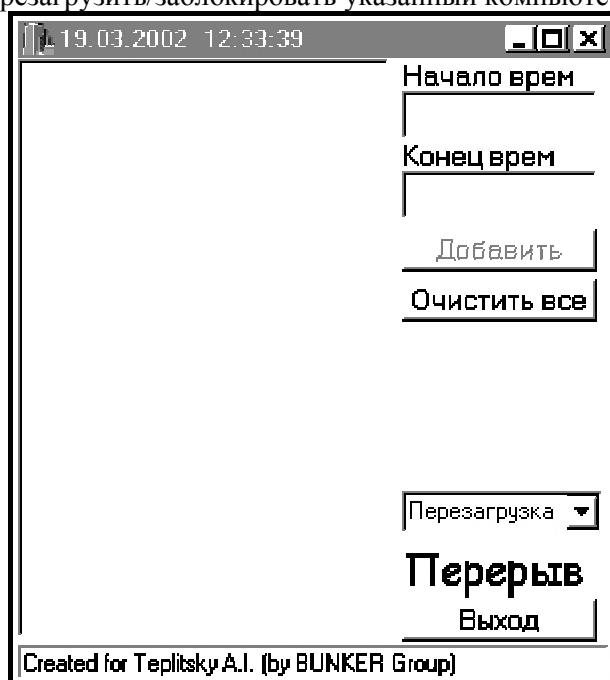 резагрузить/заблокировать указанный компьюте
19.03.2002 12:33:39
Начало врем
Конец врем
Добавить
Очистить все
Перезагрузка
Перерыв
Выход
Created for Teplitsky A.I. (by BUNKER Group)